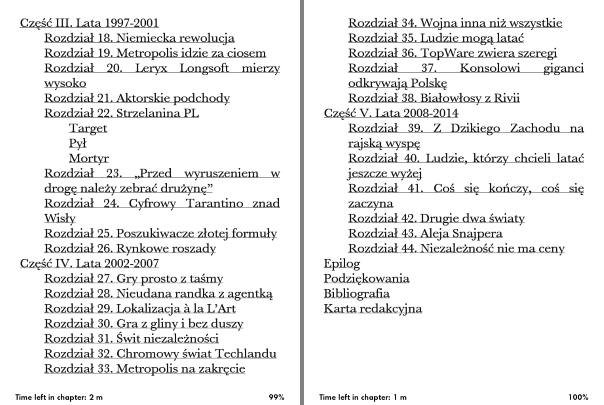 Część III. Lata 1997-2001
Rozdział 18. Niemiecka rewolucja
Rozdział 19. Metropolis idzie za ciosem
Rozdział 20. Leryx Longsoft mierzy
wysoko
Rozdział 21. Aktorskie podchody
Rozdział 22. Strzelanina PL
Target
Pył
Mortyr
Rozdział 23. „Przed wyruszeniem w
drogę należy zebrać drużynę”
Rozdział 24. Cyfrowy Tarantino znad
Wisły
Rozdział 25. Poszukiwacze złotej formuły
Rozdział 26. Rynkowe roszady
Część IV. Lata 2002-2007
Rozdział 27. Gry prosto z taśmy
Rozdział 28. Nieudana randka z agentką
Rozdział 29. Lokalizacja à la L’Art
Rozdział 30. Gra z gliny i bez duszy
Rozdział 31. Świt niezależności
Rozdział 32. Chromowy świat Techlandu
Rozdział 33. Metropolis na zakręcie
Time left in chapter: 2 m
99%
Rozdział 34. Wojna inna niż wszystkie
Rozdział 35. Ludzie mogą latać
Rozdział 36. TopWare zwiera szeregi
Rozdział 37. Konsolowi giganci
odkrywają Polskę
Rozdział 38. Białowłosy z Rivii
Część V. Lata 2008-2014
Rozdział 39. Z Dzikiego Zachodu na
rajską wyspę
Rozdział 40. Ludzie, którzy chcieli latać
jeszcze wyżej
Rozdział 41. Coś się kończy, coś się
zaczyna
Rozdział 42. Drugie dwa światy
Rozdział 43. Aleja Snajpera
Rozdział 44. Niezależność nie ma ceny
Epilog
Podziękowania
Bibliografia
Karta redakcyjna
Time left in chapter: 1 m
100%